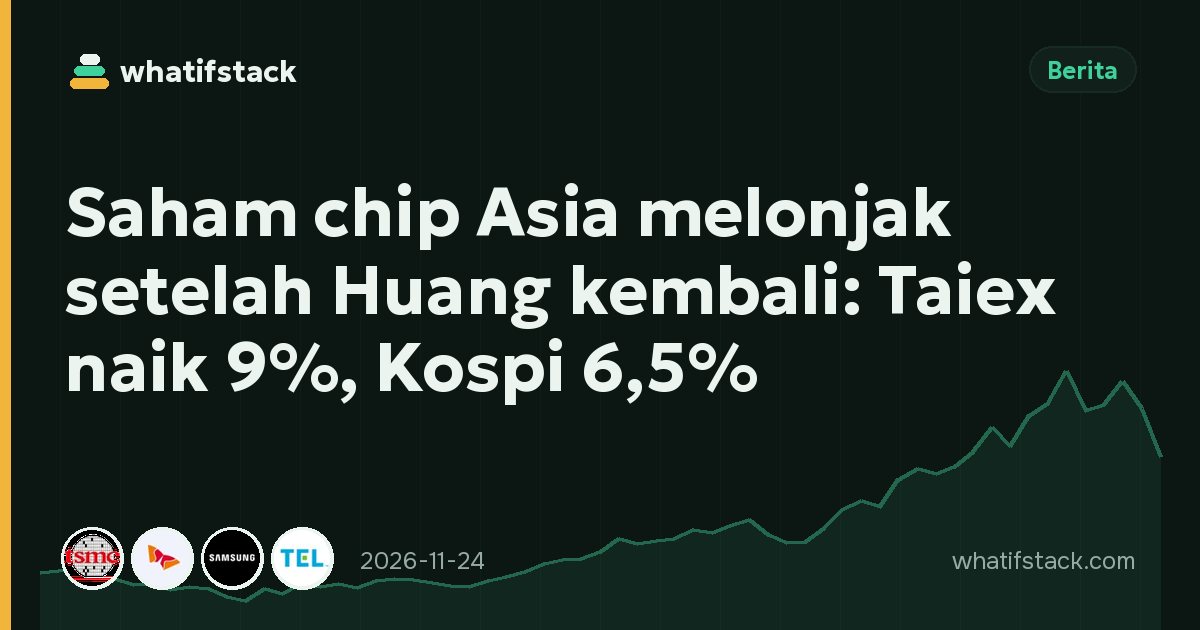 whatifstack
Berita
Saham chip Asia melonjak
setelah Huang kembali: Taiex
naik 9%, Kospi 6,5%
tsmc
SAMSUNG
TEL
2026-11-24
whatifstack.com